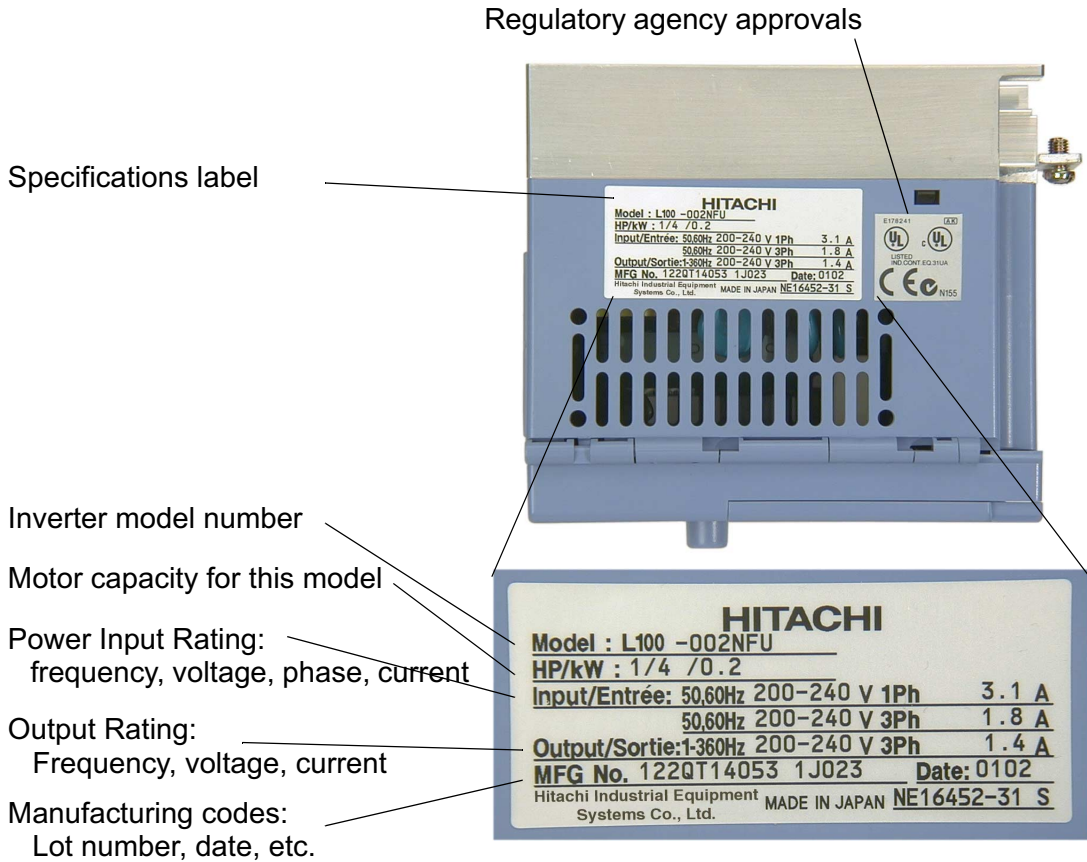 Regulatory agency approvals
Specifications label
HITACHI
Model : L100 -002NFU
HP/kW : 1/4 /0.2
Input/Entrée: 50,60Hz 200-240 V 1Ph 3.1 A
50,60Hz 200-240 V 3Ph 1.8 A
Output/Sortie:1-360Hz 200-240 V 3Ph 1.4 A
MFG No. 122QT14053 1J023 Date: 0102
Hitachi Industrial Equipment
Systems Co., Ltd. MADE IN JAPAN NE16452-31 S
E178241 AK
UL c UL
LISTED
IND.CONT.EQ.31UA
CE C N155
Inverter model number
Motor capacity for this model
Power Input Rating:
frequency, voltage, phase, current
Output Rating:
Frequency, voltage, current
Manufacturing codes:
Lot number, date, etc.
HITACHI
Model : L100 -002NFU
HP/kW : 1/4 /0.2
Input/Entrée: 50,60Hz 200-240 V 1Ph 3.1 A
50,60Hz 200-240 V 3Ph 1.8 A
Output/Sortie:1-360Hz 200-240 V 3Ph 1.4 A
MFG No. 122QT14053 1J023 Date: 0102
Hitachi Industrial Equipment
Systems Co., Ltd. MADE IN JAPAN NE16452-31 S